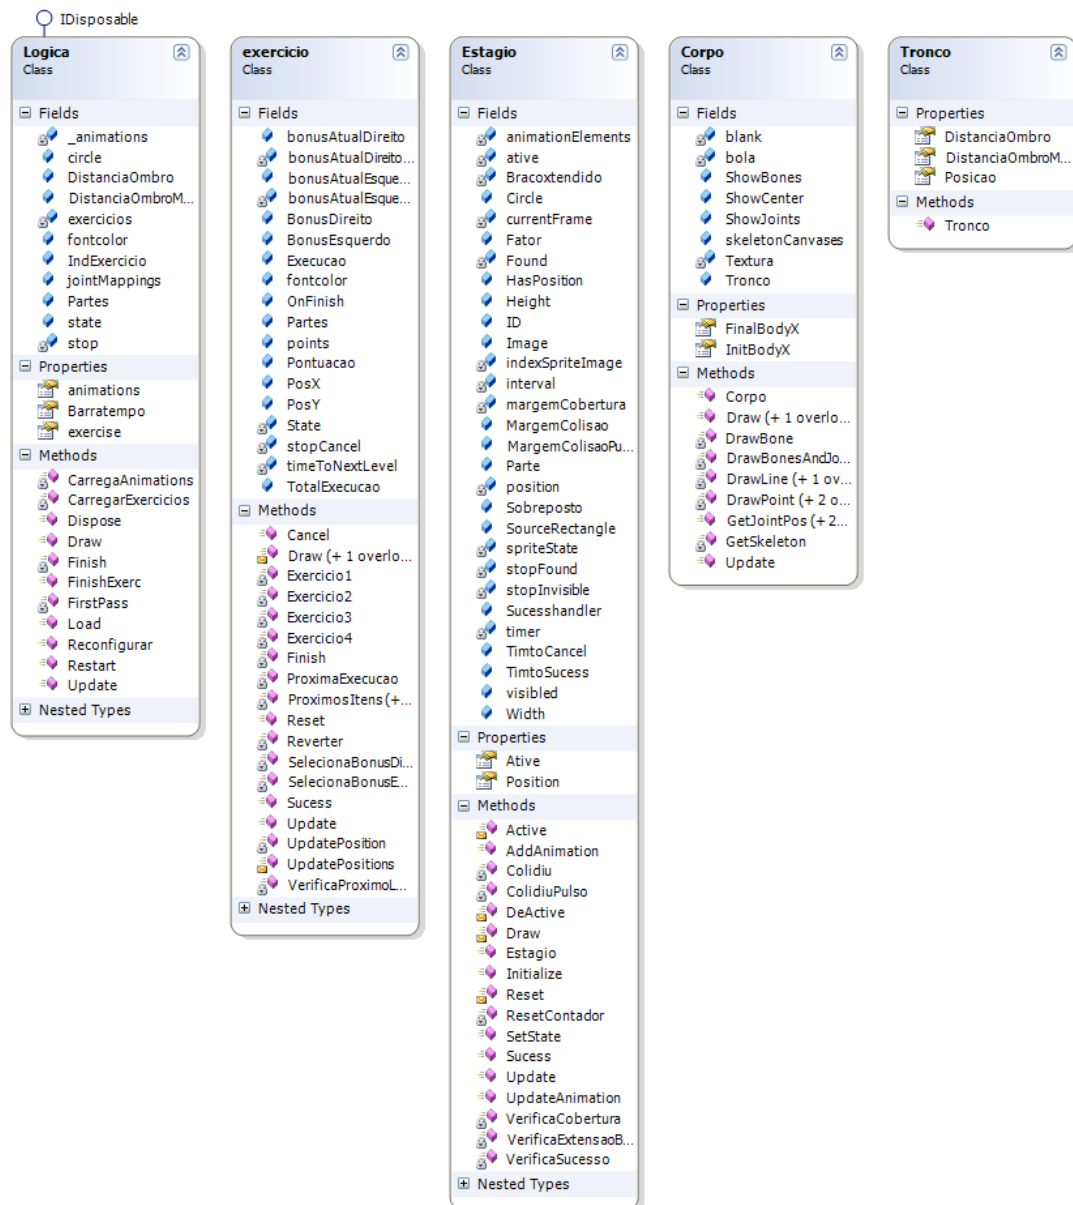 IDisposable
Logica
Class
Fields
_animations
circle
DistanciaOmbro
DistanciaOmbroM...
exercicios
fontcolor
IndExercicio
jointMappings
Partes
state
stop
Properties
animations
Barratempo
exercise
Methods
CarregaAnimations
CarregarExercicios
Dispose
Draw
Finish
FinishExerc
FirstPass
Load
Reconfigurar
Restart
Update
Nested Types
exercicio
Class
Fields
bonusAtualDireito
bonusAtualDireito...
bonusAtualEsque...
bonusAtualEsque...
BonusDireito
BonusEsquerdo
Execucao
fontcolor
OnFinish
Partes
points
Pontuacao
PosX
PosY
State
stopCancel
timeToNextLevel
TotalExecucao
Methods
Cancel
Draw (+ 1 overlo...
Exercicio1
Exercicio2
Exercicio3
Exercicio4
Finish
ProximaExecucao
ProximosItens (+...
Reset
Reverter
SelecionaBonusDi...
SelecionaBonusE...
Sucess
Update
UpdatePosition
UpdatePositions
VerificaProximoL...
Nested Types
Estagio
Class
Fields
animationElements
ative
Bracoxtendido
Circle
currentFrame
Fator
Found
HasPosition
Height
ID
Image
indexSpriteImage
interval
margemCobertura
MargemColisao
MargemColisaoPu...
Parte
position
Sobreposto
SourceRectangle
spriteState
stopFound
stopInvisible
Sucesshandler
timer
TimtoCancel
TimtoSucess
visibled
Width
Properties
Ative
Position
Methods
Active
AddAnimation
Colidiu
ColidiuPulso
DeActive
Draw
Estagio
Initialize
Reset
ResetContador
SetState
Sucess
Update
UpdateAnimation
VerificaCobertura
VerificaExtensaoB...
VerificaSucesso
Nested Types
Corpo
Class
Fields
blank
bola
ShowBones
ShowCenter
ShowJoints
skeletonCanvases
Textura
Tronco
Properties
FinalBodyX
InitBodyX
Methods
Corpo
Draw (+ 1 overlo...
DrawBone
DrawBonesAndJo...
DrawLine (+ 1 ov...
DrawPoint (+ 2 o...
GetJointPos (+ 2...
GetSkeleton
Update
Tronco
Class
Properties
DistanciaOmbro
DistanciaOmbroM...
Posicao
Methods
Tronco